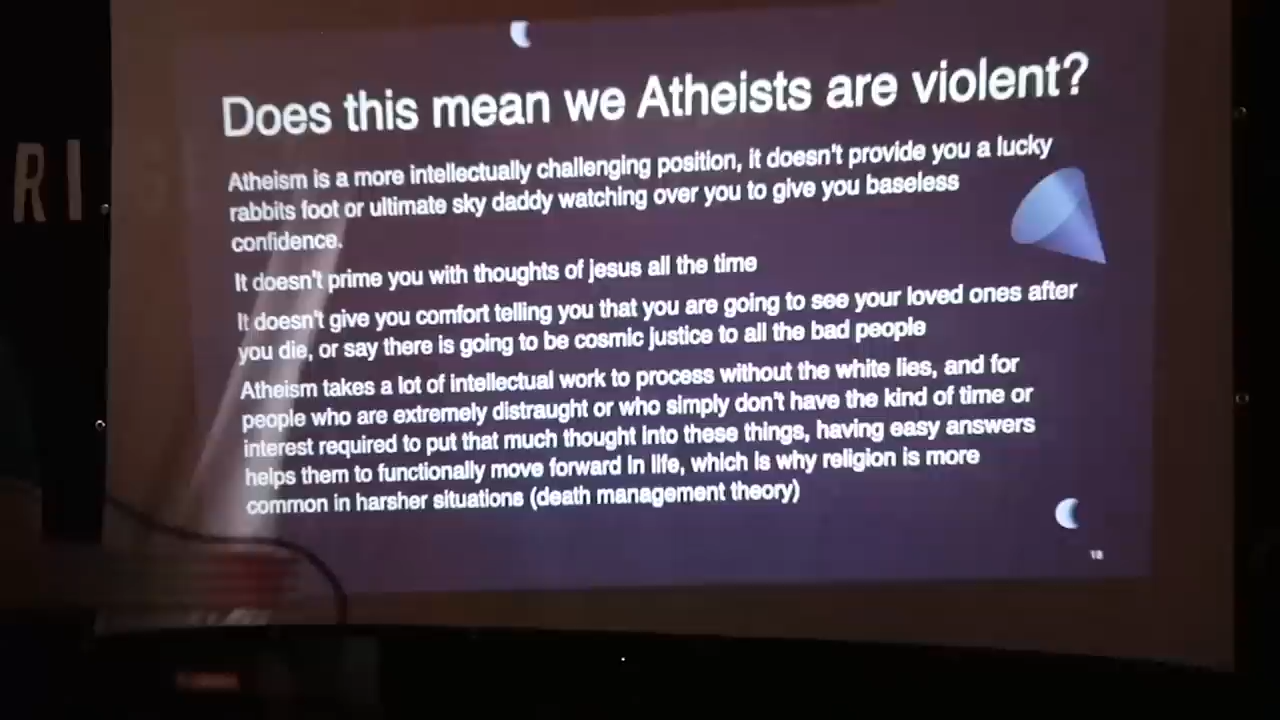 RI
Does this mean we Atheists are violent?
Atheism is a more intellectually challenging position, it doesn't provide you a lucky
rabbits foot or ultimate sky daddy watching over you to give you baseless
confidence.
It doesn't prime you with thoughts of jesus all the time
It doesn't give you comfort telling you that you are going to see your loved ones after
you die, or say there is going to be cosmic justice to all the bad people
Atheism takes a lot of intellectual work to process without the white lies, and for
people who are extremely distraught or who simply don't have the kind of time or
interest required to put that much thought into these things, having easy answers
helps them to functionally move forward in life, which is why religion is more
common in harsher situations (death management theory)